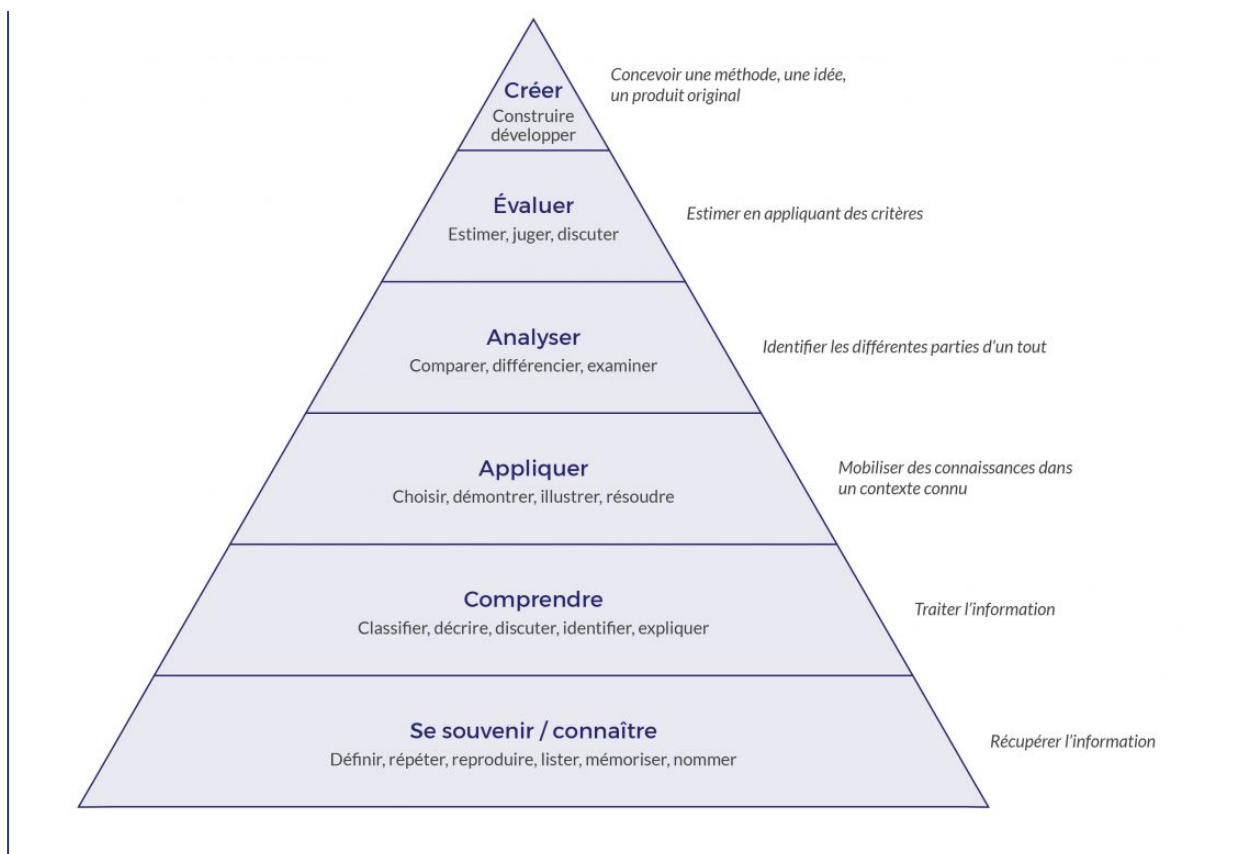 Créer
Construire
développer
Concevoir une méthode, une idée,
un produit original
Évaluer
Estimer, juger, discuter
Estimer en appliquant des critères
Analyser
Comparer, différencier, examiner
Identifier les différentes parties d'un tout
Appliquer
Choisir, démontrer, illustrer, résoudre
Mobiliser des connaissances dans
un contexte connu
Comprendre
Classifier, décrire, discuter, identifier, expliquer
Traiter l'information
Se souvenir / connaître
Définir, répéter, reproduire, lister, mémoriser, nommer
Récupérer l'information